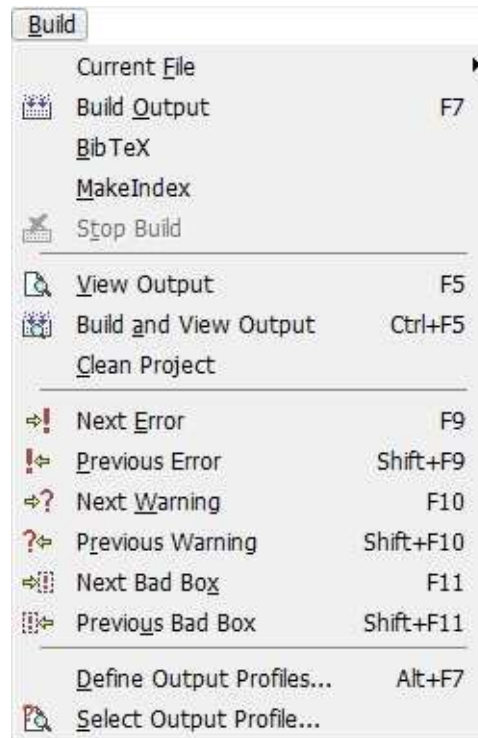 Build
Current File
Build Output F7
BibTeX
MakeIndex
Stop Build
View Output F5
Build and View Output Ctrl+F5
Clean Project
Next Error F9
Previous Error Shift+F9
Next Warning F10
Previous Warning Shift+F10
Next Bad Box F11
Previous Bad Box Shift+F11
Define Output Profiles... Alt+F7
Select Output Profile...